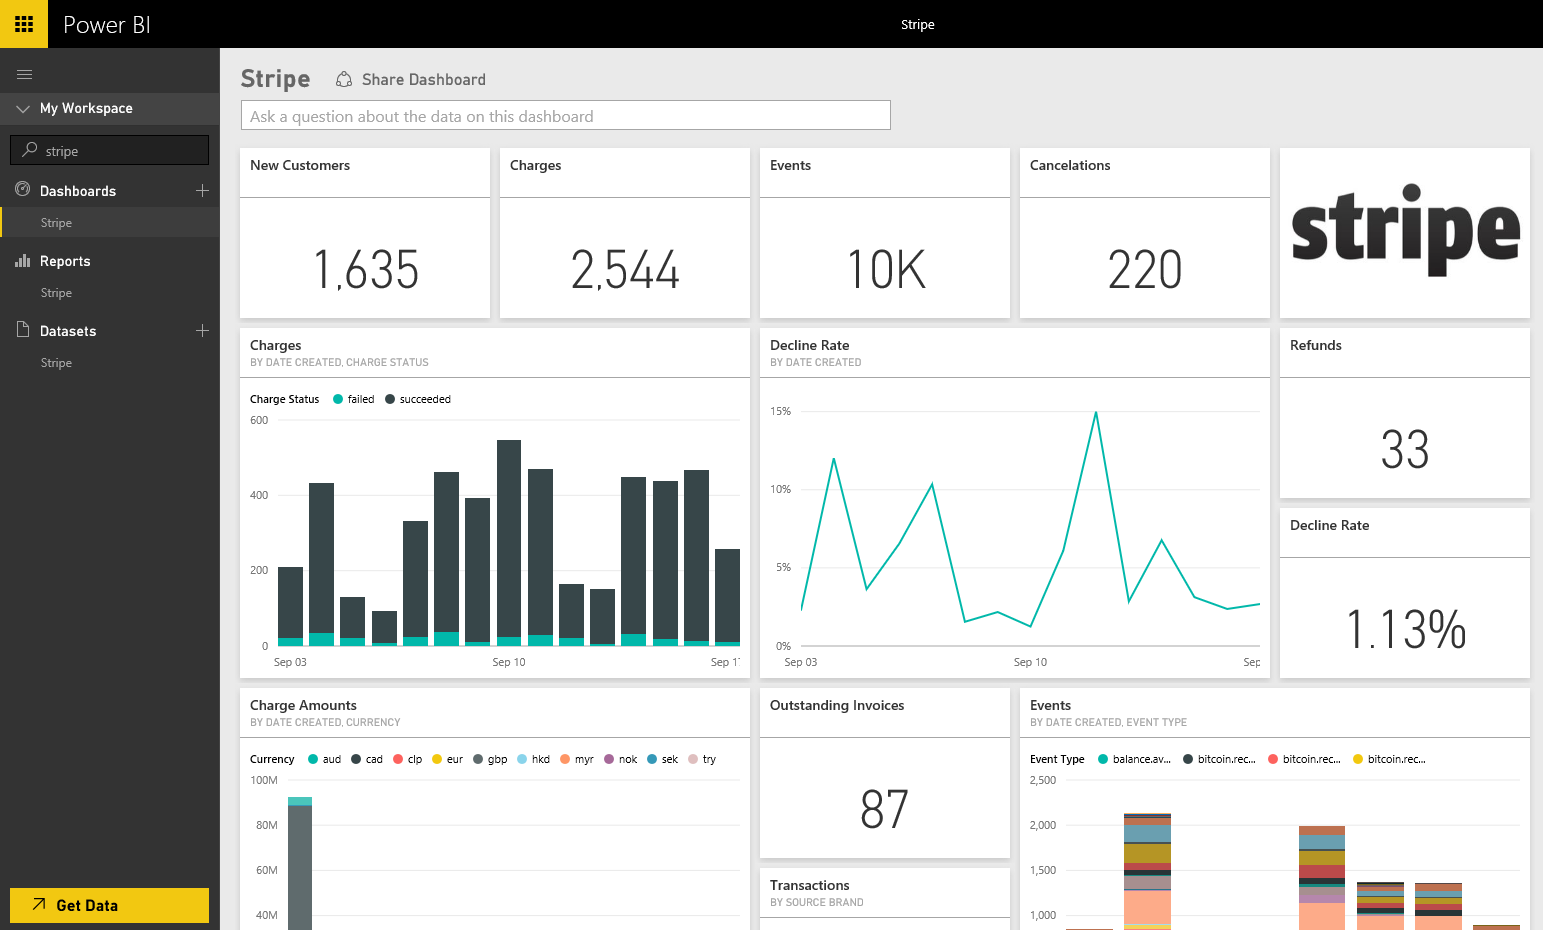 Power BI
Stripe
My Workspace
stripe
Dashboards
Stripe
Reports
Stripe
Datasets
Stripe
Get Data
Stripe
Share Dashboard
Ask a question about the data on this dashboard
New Customers
1,635
Charges
2,544
Events
10K
Cancelations
220
stripe
Charges
BY DATE CREATED, CHARGE STATUS
Charge Status failed succeeded
600
400
200
0
Sep 03 Sep 10 Sep 1
Decline Rate
BY DATE CREATED
15%
10%
5%
0%
Sep 03 Sep 10 Sep
Refunds
33
Decline Rate
1.13%
Charge Amounts
BY DATE CREATED, CURRENCY
Currency aud cad clp eur gbp hkd myr nok sek try
100M
80M
60M
40M
Outstanding Invoices
87
Transactions
BY SOURCE BRAND
Events
BY DATE CREATED, EVENT TYPE
Event Type balance.av... bitcoin.rec... bitcoin.rec... bitcoin.rec...
2,500
2,000
1,500
1,000